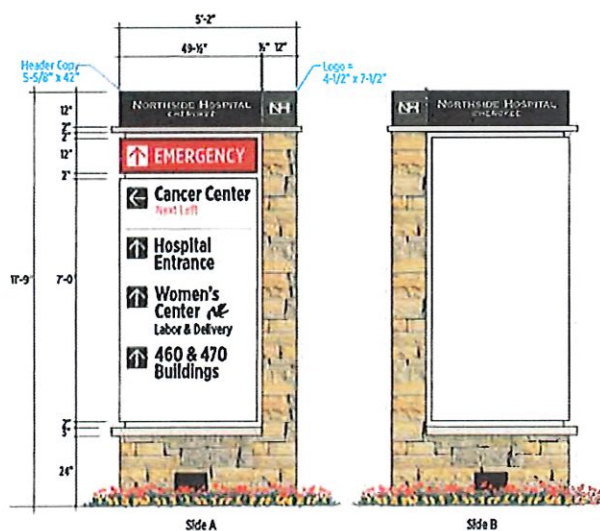 5'-2"
49-½"
½"
12"
Header Copy
5-5/8" x 42"
Logo =
4-1/2" x 7-1/2"
12"
2"
12"
2"
11'-9"
7'-0"
2"
24"
NORTHSIDE HOSPITAL
CHEROKEE
NH
EMERGENCY
Cancer Center
Next Left
Hospital
Entrance
Women's
Center
Labor & Delivery
460 & 470
Buildings
Side A
NH
NORTHSIDE HOSPITAL
CHEROKEE
Side B